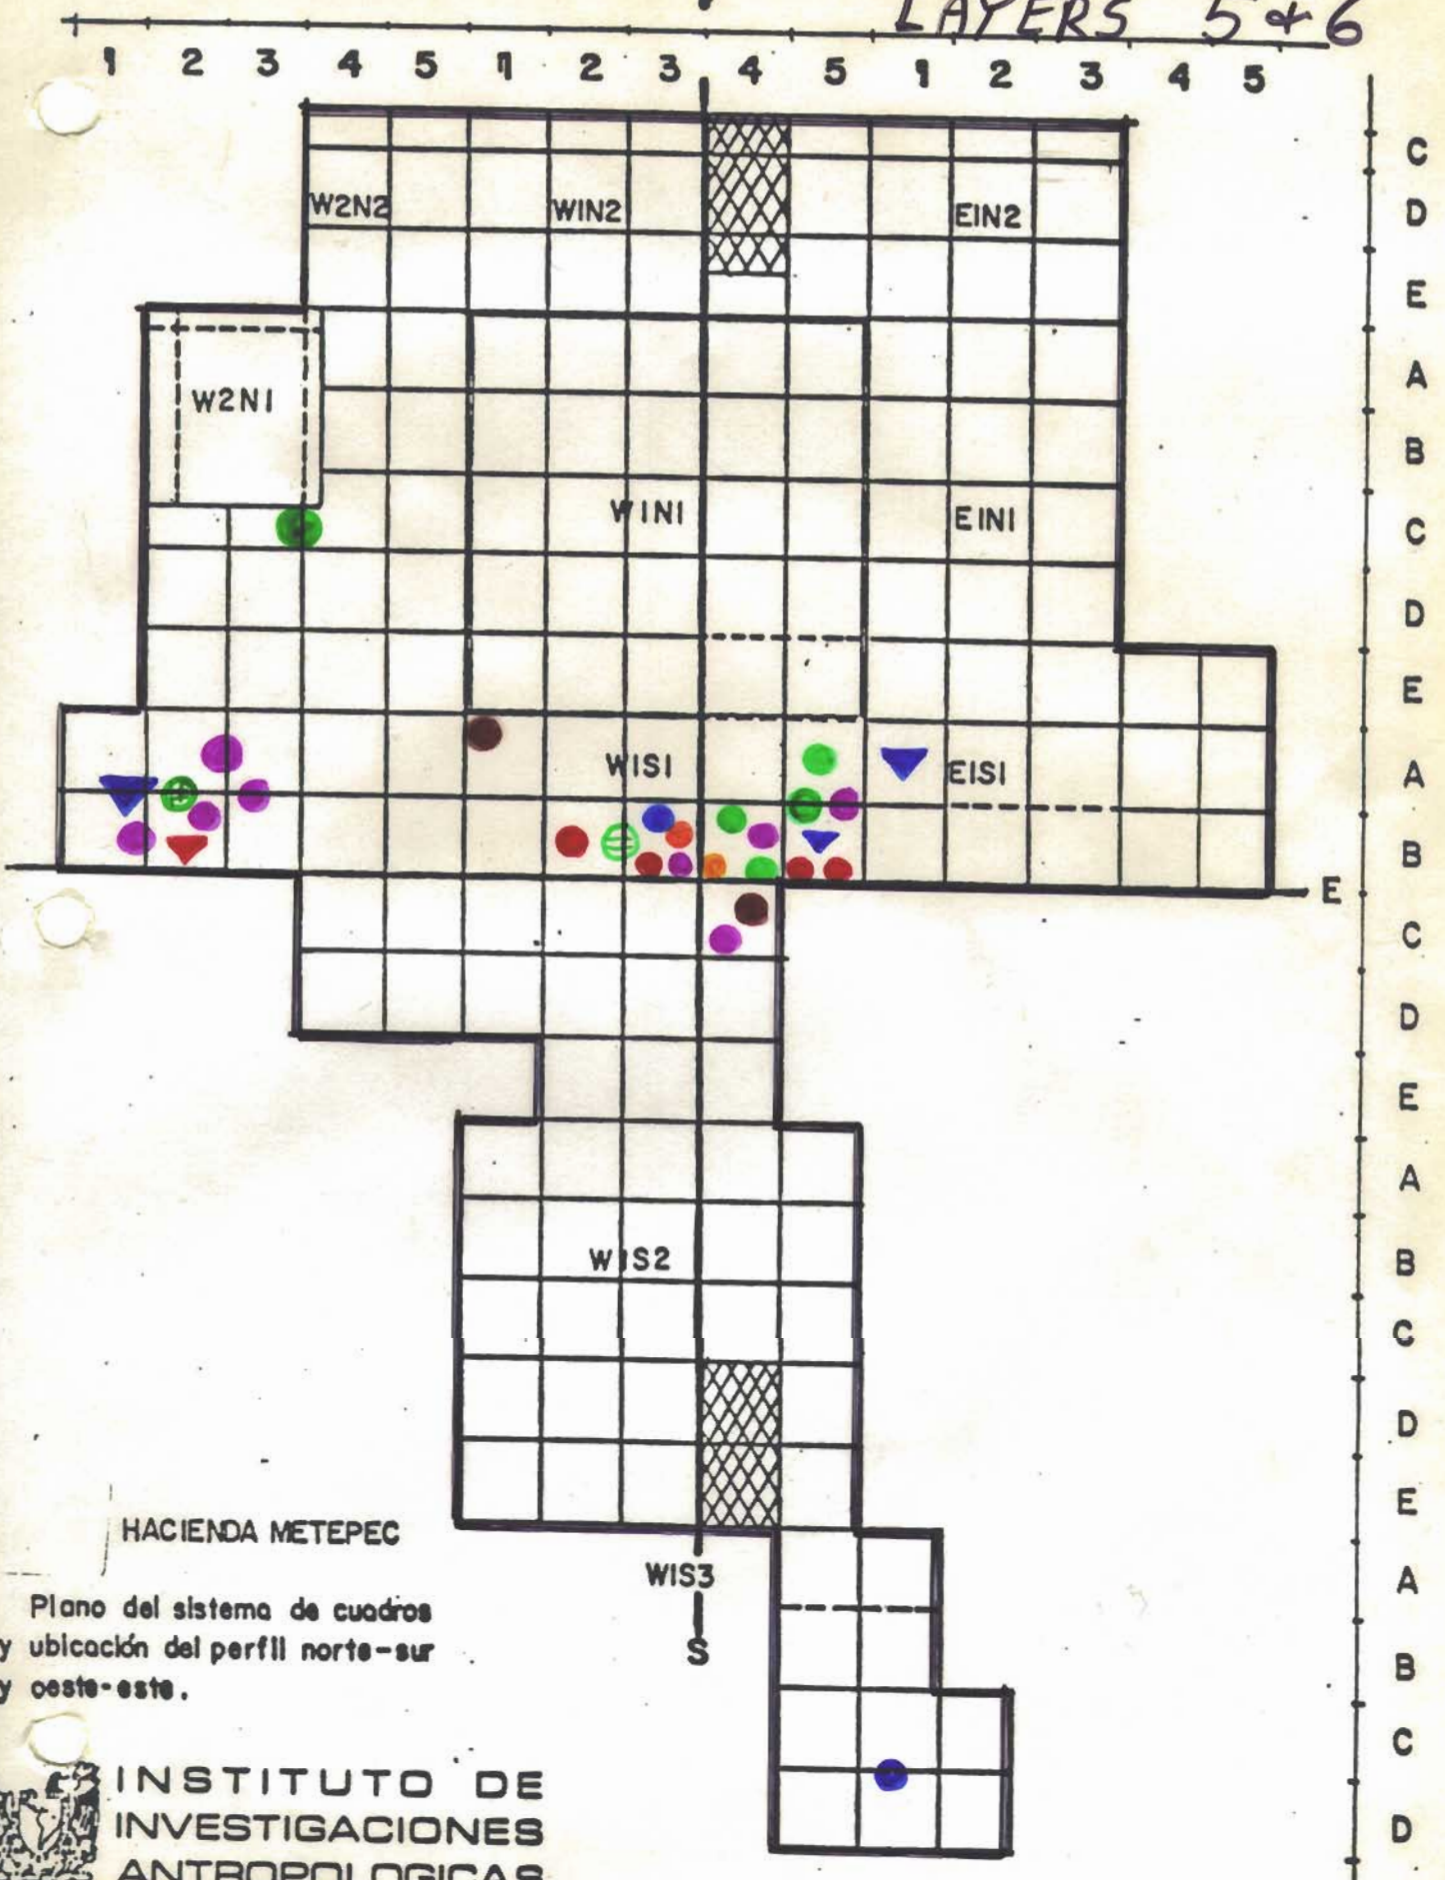 LAYERS 5 & 6
1 2 3 4 5 1 2 3 4 5 1 2 3 4 5
C
W2N2 WIN2 EIN2 D
E
W2NI A
B
WINI EINI C
D
E
WISI EISI A
B
E
C
D
E
A
WIS2 B
C
D
E
HACIENDA METEPEC
WIS3 A
Plano del sistema de cuadros
y ubicación del perfil norte-sur
S B
y oeste-este.
C
INSTITUTO DE
INVESTIGACIONES D
ANTROPOLOGICAS